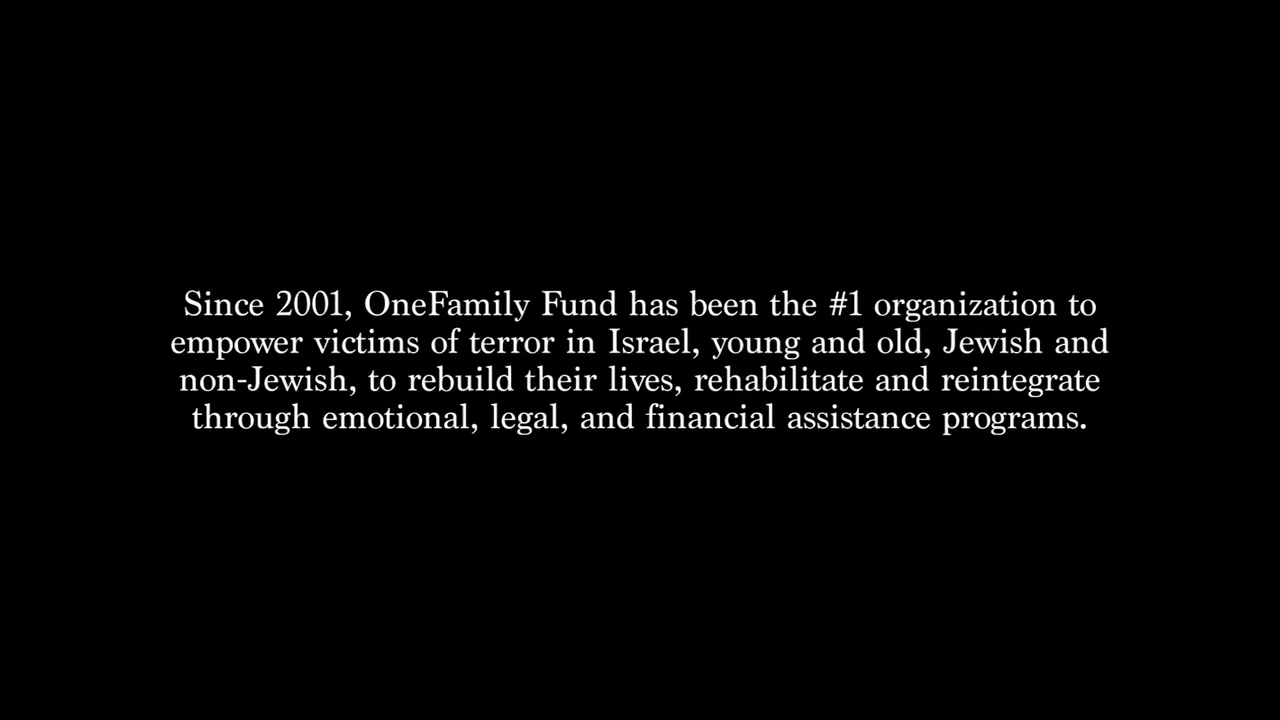 Since 2001, OneFamily Fund has been the #1 organization to
empower victims of terror in Israel, young and old, Jewish and
non-Jewish, to rebuild their lives, rehabilitate and reintegrate
through emotional, legal, and financial assistance programs.